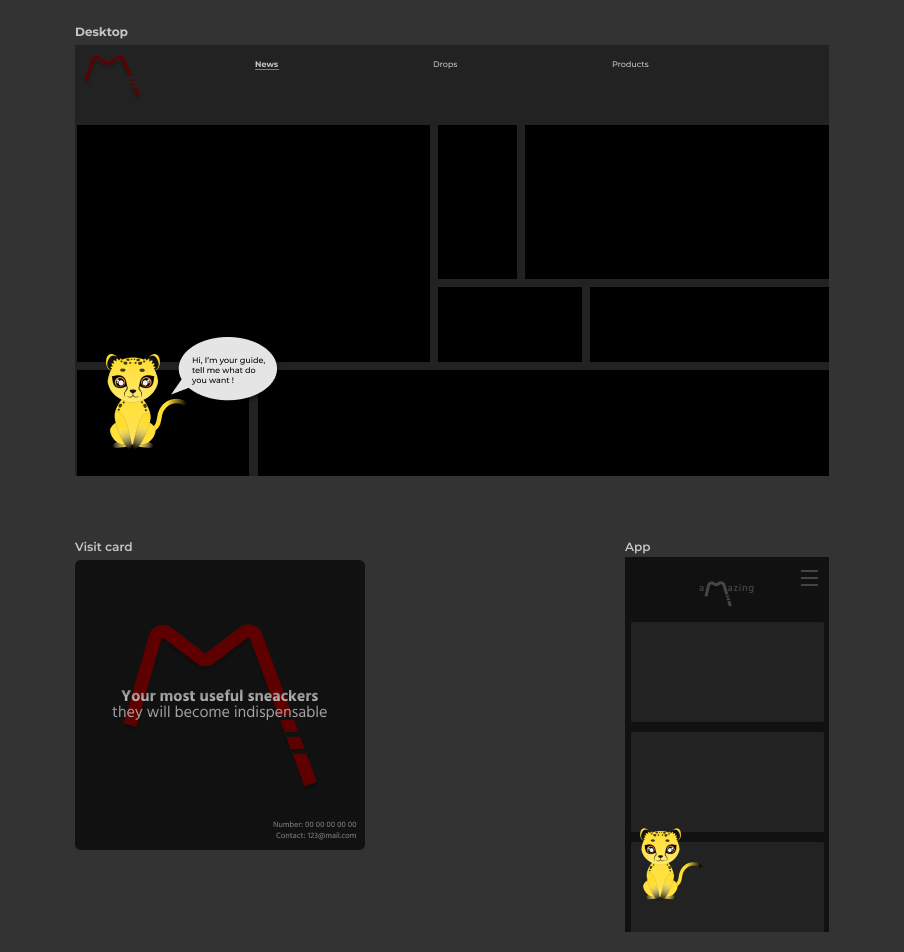 Desktop
News
Drops
Products
Hi, I'm your guide,
tell me what do
you want !
Visit card
App
a azing
Your most useful sneackers
they will become indispensable
Number: 00 00 00 00 00
Contact: 123@mail.com